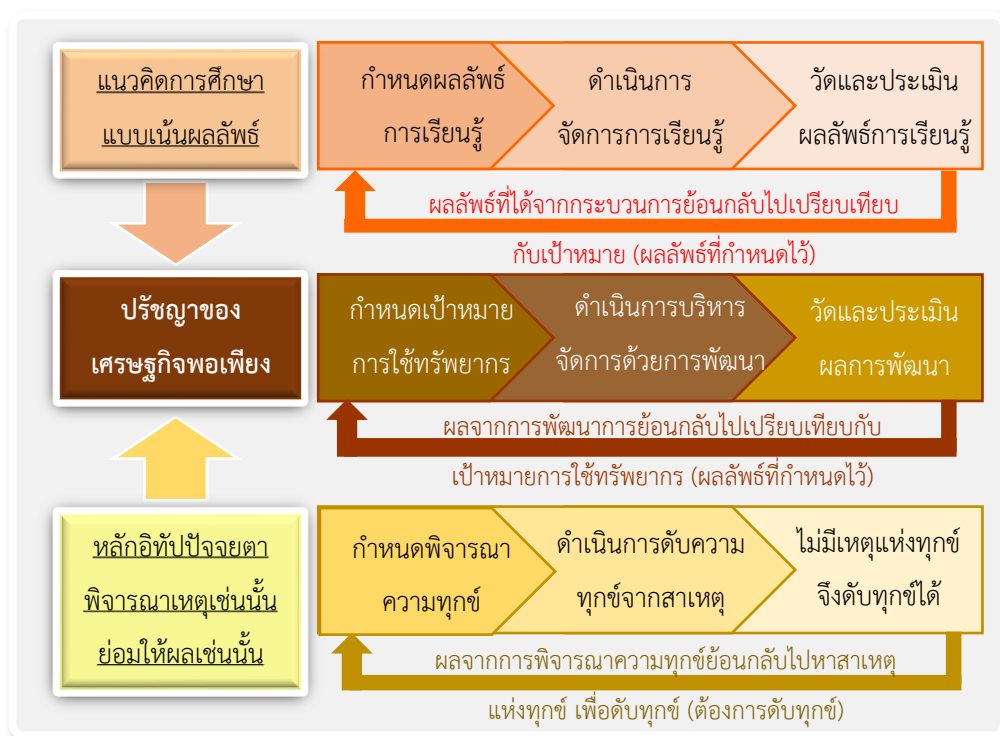 แนวคิดการศึกษา
แบบเน้นผลลัพธ์
กำหนดผลลัพธ์
การเรียนรู้
ดำเนินการ
จัดการการเรียนรู้
วัดและประเมิน
ผลลัพธ์การเรียนรู้
ผลลัพธ์ที่ได้จากกระบวนการย้อนกลับไปเปรียบเทียบ
กับเป้าหมาย (ผลลัพธ์ที่กำหนดไว้)
ปรัชญาของ
เศรษฐกิจพอเพียง
กำหนดเป้าหมาย
การใช้ทรัพยากร
ดำเนินการบริหาร
จัดการด้วยการพัฒนา
วัดและประเมิน
ผลการพัฒนา
ผลจากการพัฒนาการย้อนกลับไปเปรียบเทียบกับ
เป้าหมายการใช้ทรัพยากร (ผลลัพธ์ที่กำหนดไว้)
หลักอิทัปปัจจยตา
พิจารณาเหตุเช่นนั้น
ย่อมให้ผลเช่นนั้น
กำหนดพิจารณา
ความทุกข์
ดำเนินการดับความ
ทุกข์จากสาเหตุ
ไม่มีเหตุแห่งทุกข์
จึงดับทุกข์ได้
ผลจากการพิจารณาความทุกข์ย้อนกลับไปหาสาเหตุ
แห่งทุกข์ เพื่อดับทุกข์ (ต้องการดับทุกข์)